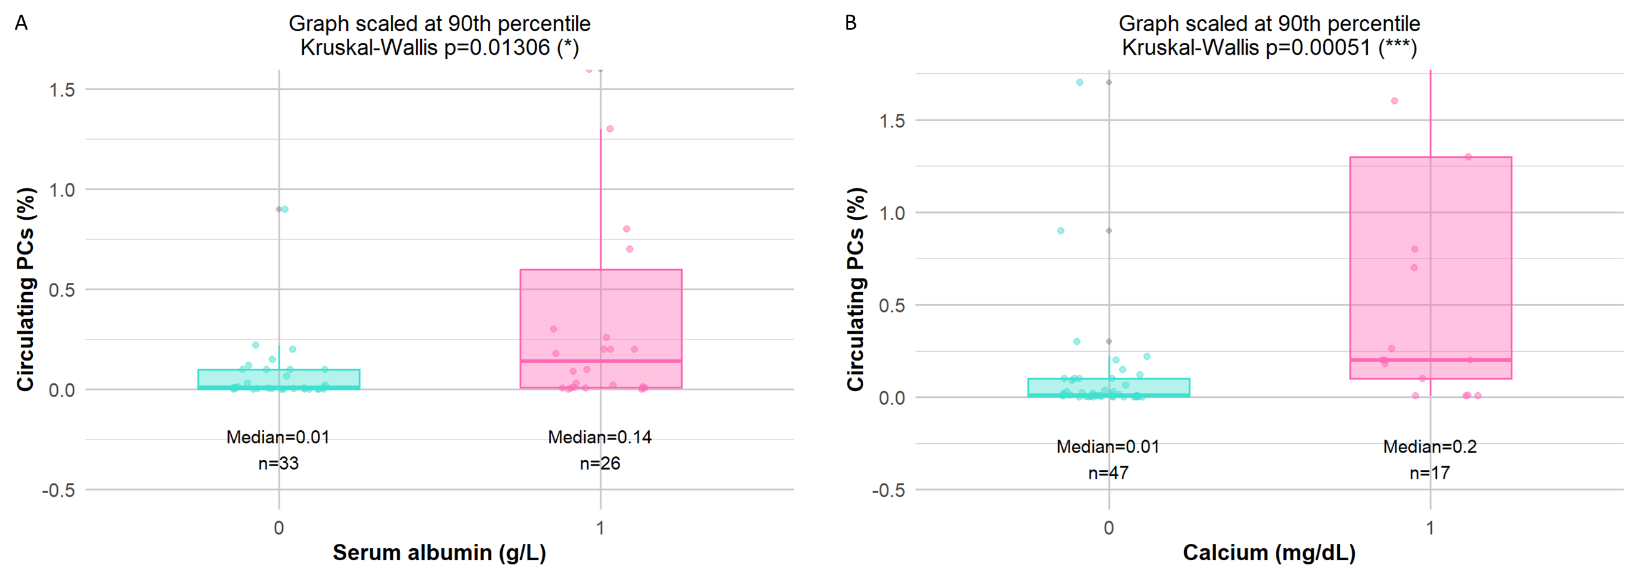 A
Graph scaled at 90th percentile
Kruskal-Wallis p=0.01306 (*)
Circulating PCs (%)
1.5
1.0
0.5
0.0
-0.5
Median=0.01
n=33
Median=0.14
n=26
0
1
Serum albumin (g/L)
B
Graph scaled at 90th percentile
Kruskal-Wallis p=0.00051 (***)
Circulating PCs (%)
1.5
1.0
0.5
0.0
-0.5
Median=0.01
n=47
Median=0.2
n=17
0
1
Calcium (mg/dL)